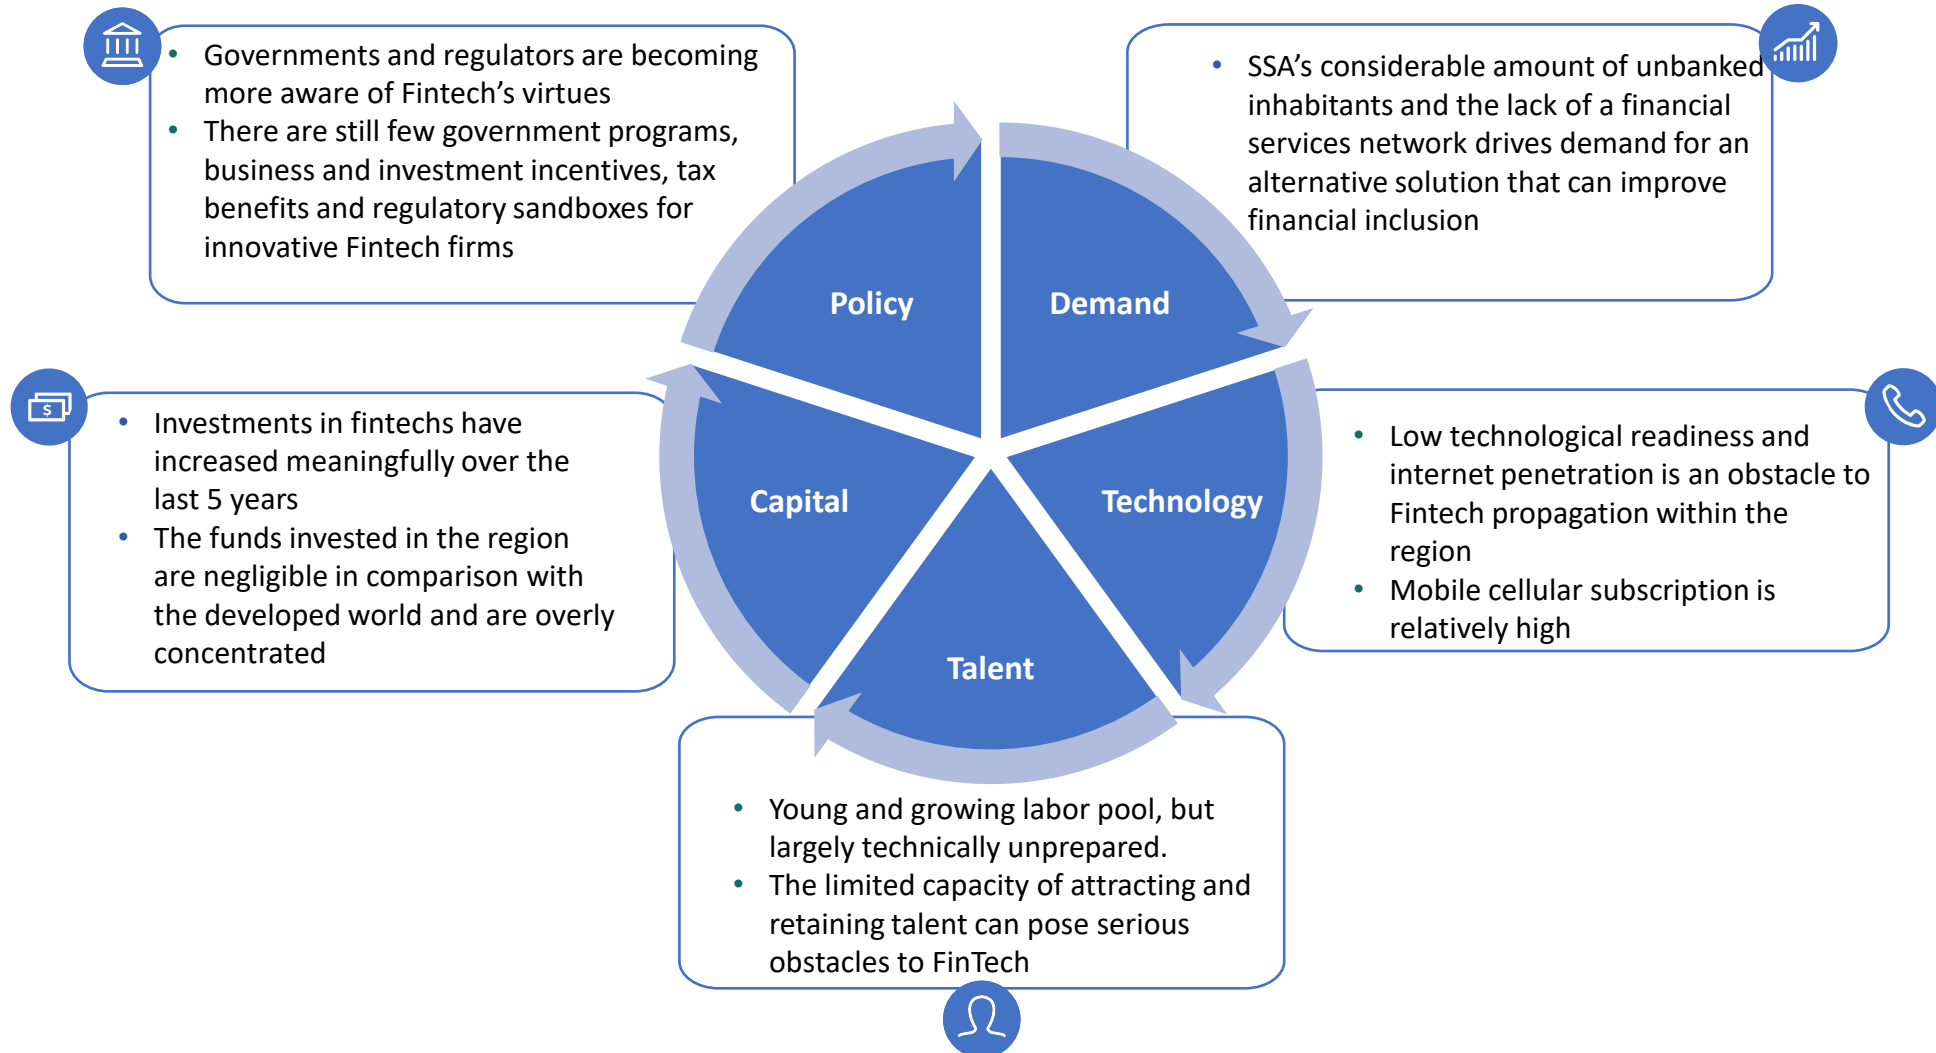 • Governments and regulators are becoming
more aware of Fintech’s virtues
• There are still few government programs,
business and investment incentives, tax
benefits and regulatory sandboxes for
innovative Fintech firms
• SSA’s considerable amount of unbanked
inhabitants and the lack of a financial
services network drives demand for an
alternative solution that can improve
financial inclusion
Policy
Demand
$
• Investments in fintechs have
increased meaningfully over the
last 5 years
• The funds invested in the region
are negligible in comparison with
the developed world and are overly
concentrated
Capital
Technology
• Low technological readiness and
internet penetration is an obstacle to
Fintech propagation within the
region
• Mobile cellular subscription is
relatively high
Talent
• Young and growing labor pool, but
largely technically unprepared.
• The limited capacity of attracting and
retaining talent can pose serious
obstacles to FinTech